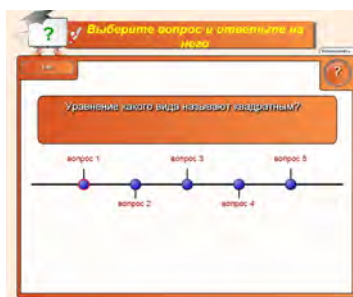 Выберите вопрос и ответьте на
него
?
?
Уравнение какого вида называют квадратным?
вопрос 1
вопрос 3
вопрос 5
вопрос 2
вопрос 4